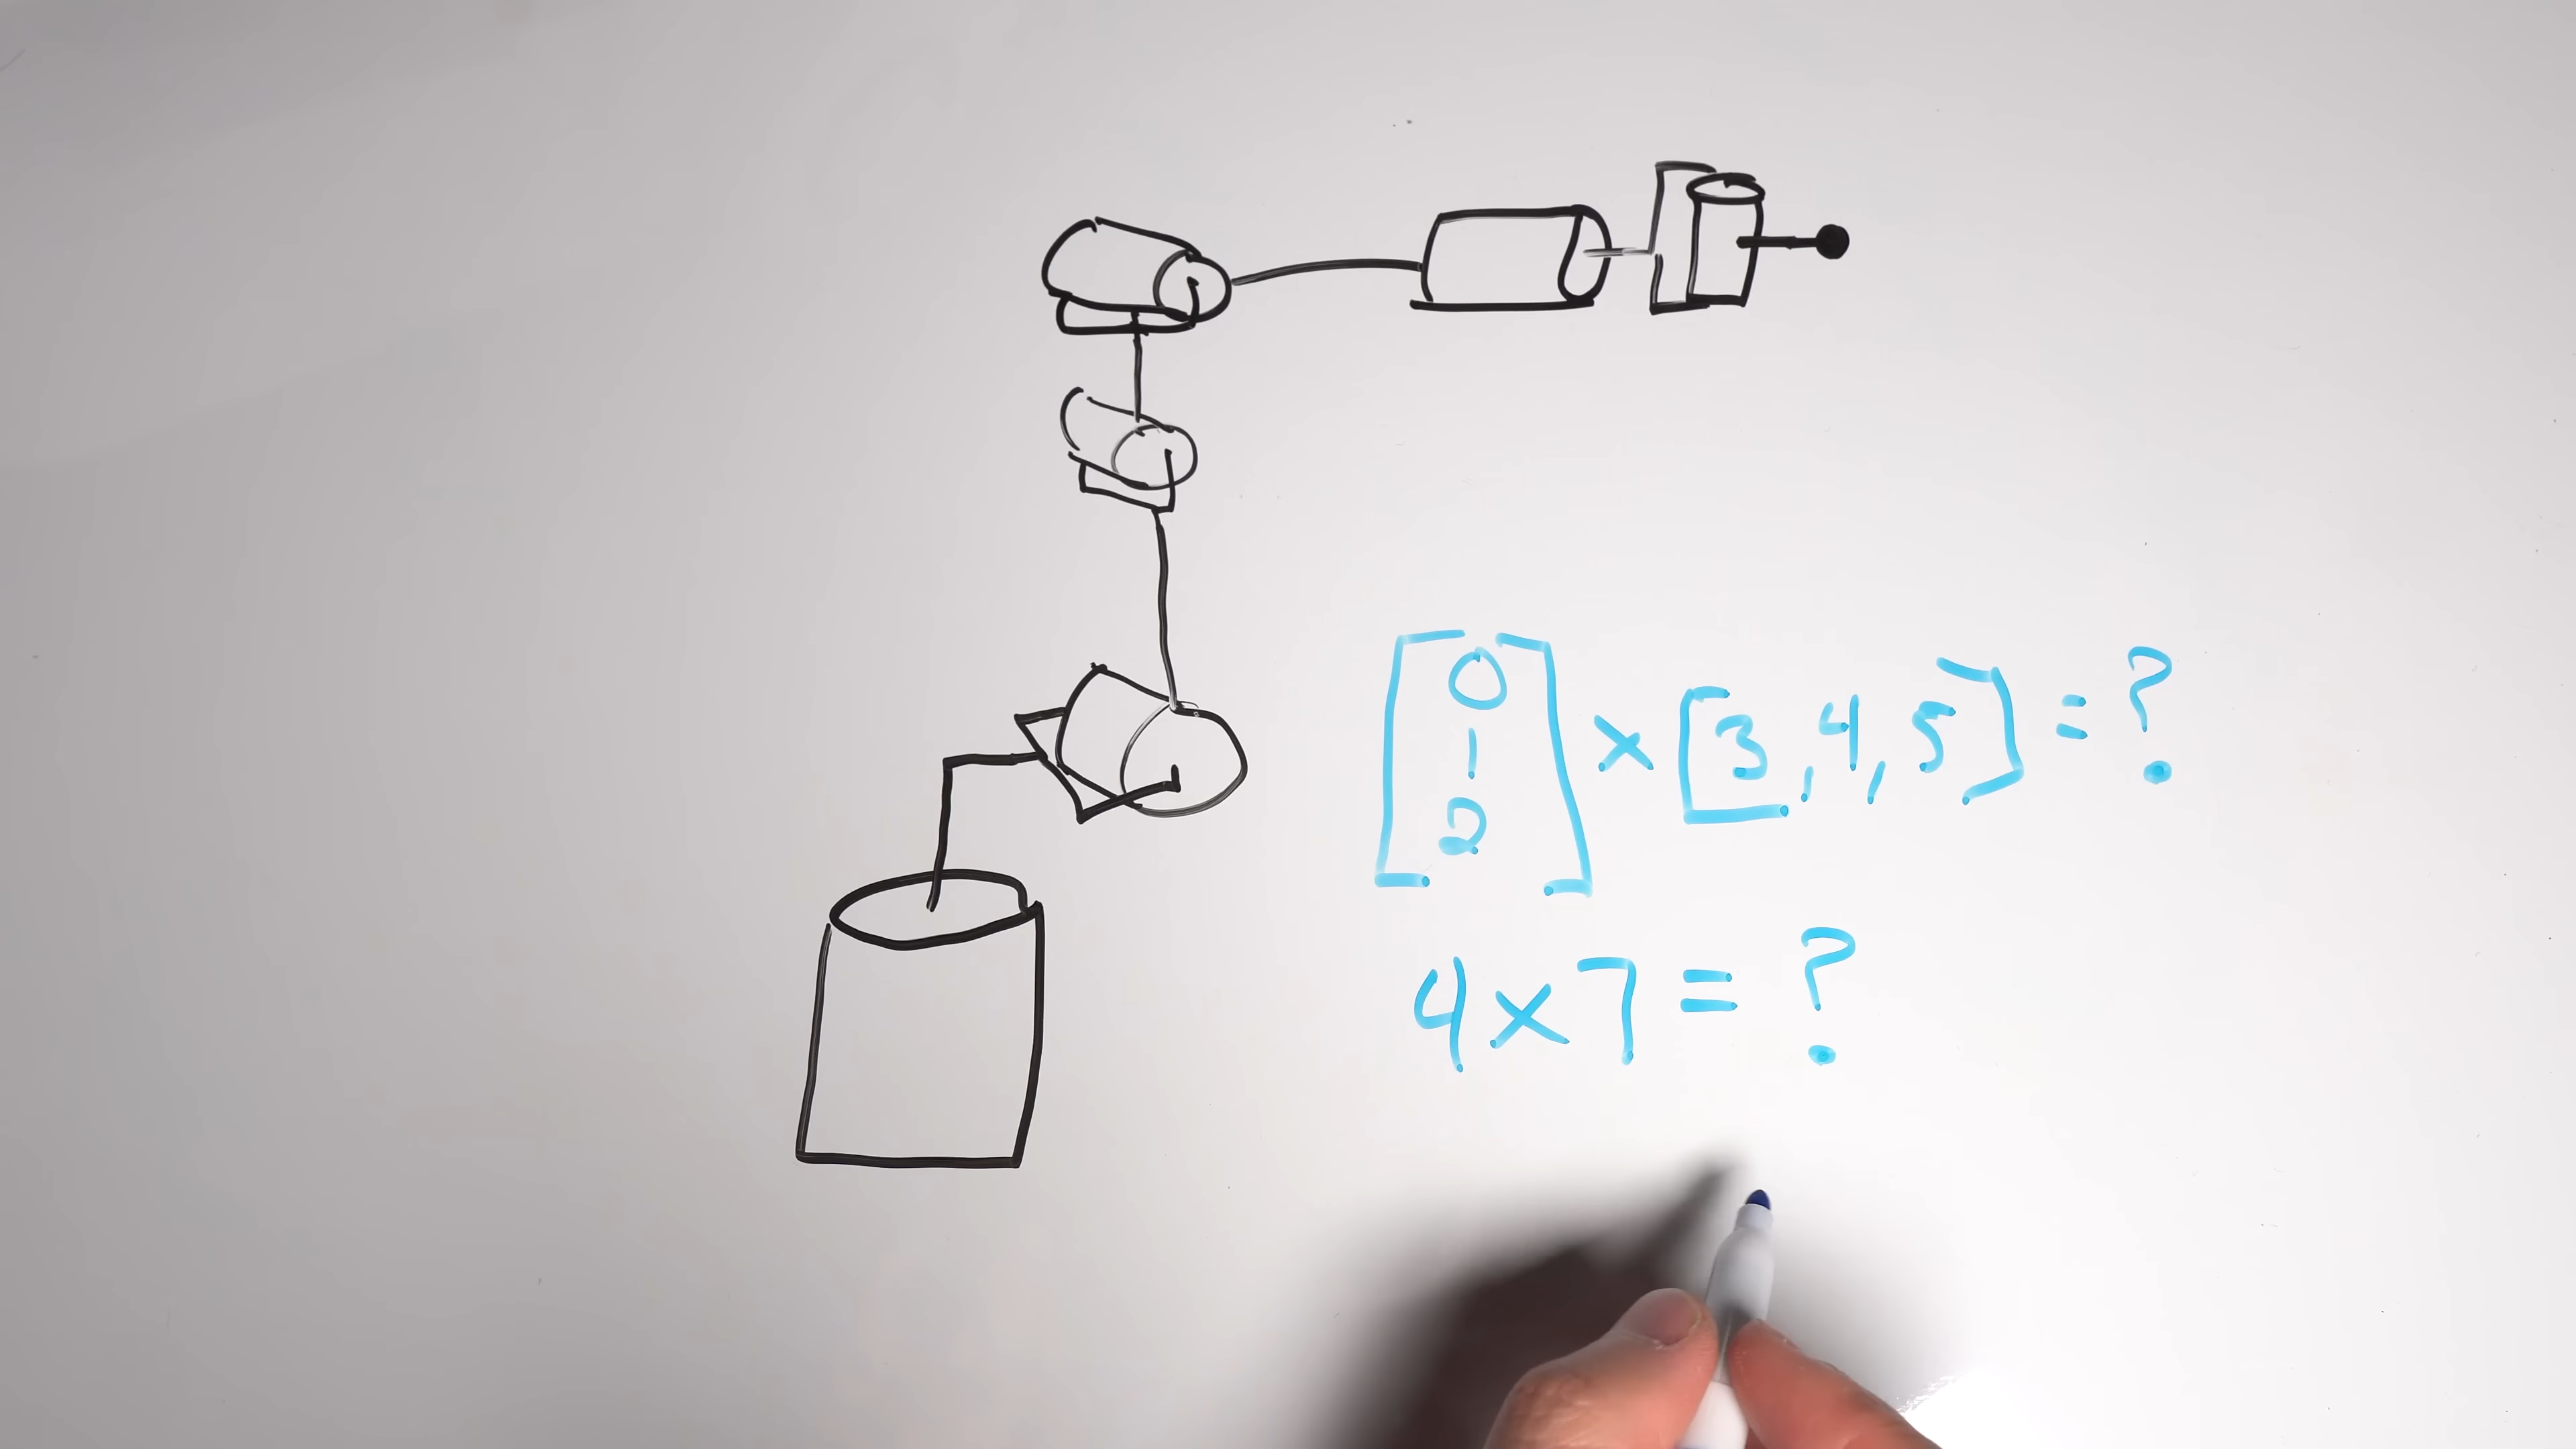 [0 1 2] × [3, 4, 5] = ?
4 × 7 = ?